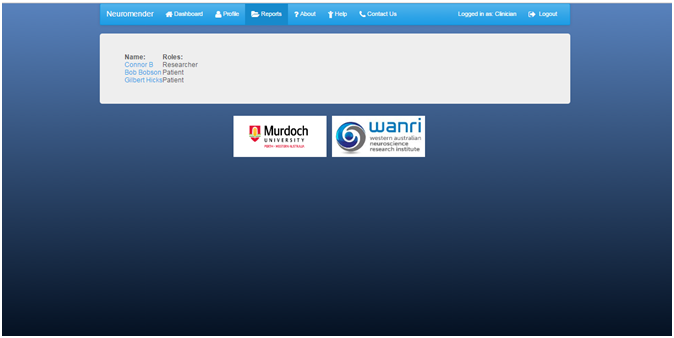 Neuromender Dashboard Profile Reports About Help Contact Us Logged in as: Clinician Logout
Name: Roles:
Connor B Researcher
Bob Bobson Patient
Gilbert Hicks Patient
Murdoch
UNIVERSITY
PERTH - WESTERN AUSTRALIA
wanri
western australian
neuroscience
research institute